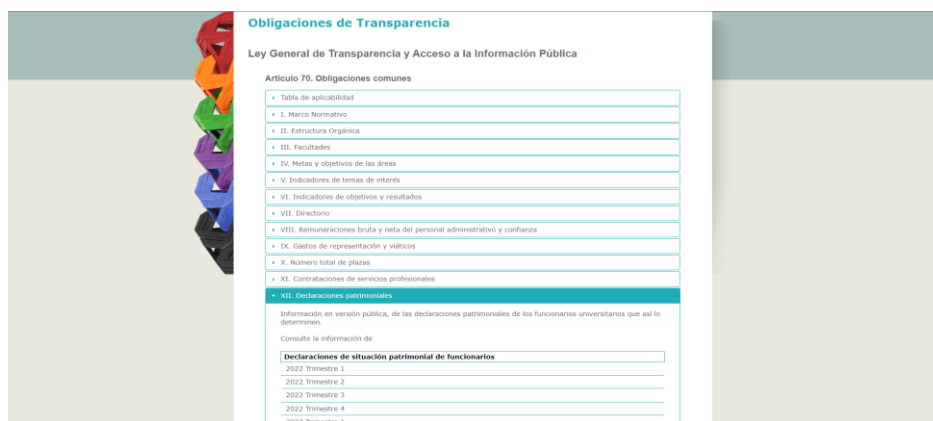 Obligaciones de Transparencia
Ley General de Transparencia y Acceso a la Información Pública
Articulo 70. Obligaciones comunes
Tabla de aplicabilidad
I. Marco Normativo
II. Estructura Orgánica
III. Facultades
IV. Metas y objetivos de las áreas
V. Indicadores de temas de interés
VI. Indicadores de objetivos y resultados
VII. Directorio
VIII. Remuneraciones bruta y neta del personal administrativo y confianza
IX. Gastos de representación y viáticos
X. Número total de plazas
XI. Contrataciones de servicios profesionales
XII. Declaraciones patrimoniales
Información en versión pública, de las declaraciones patrimoniales de los funcionarios universitarios que así lo
determinen.
Consulte la información de
Declaraciones de situación patrimonial de funcionarios
2022 Trimestre 1
2022 Trimestre 2
2022 Trimestre 3
2022 Trimestre 4